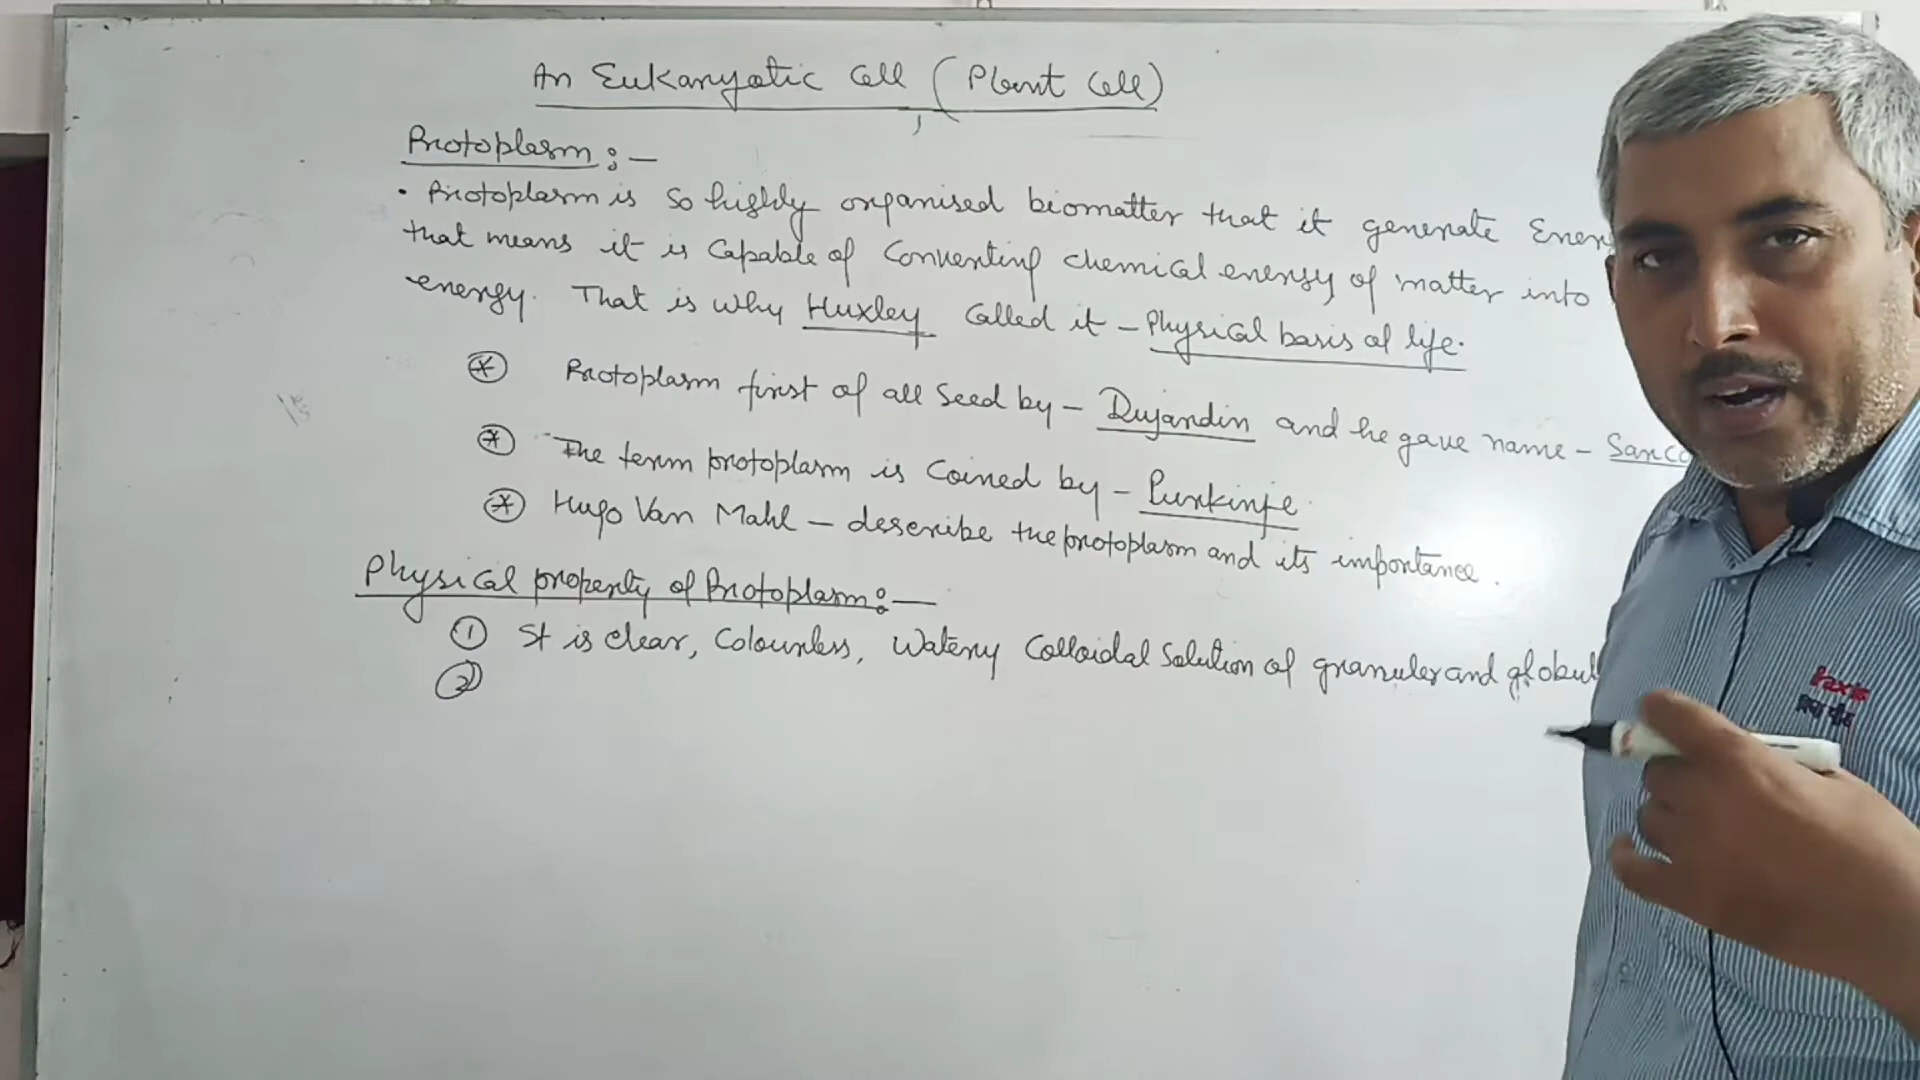 An Eukaryotic Cell (Plant Cell)
Protoplasm :-
• Protoplasm is so highly organised biomatter that it generate Ener
that means it is capable of converting chemical energy of matter into
energy. That is why Huxley called it - Physical basis of life.
* Protoplasm first of all seed by - Dujardin and he gave name - Sarco
* The term protoplasm is coined by - Purkinje.
* Hugo Van Mahl - describe the protoplasm and its importance.
Physical property of Protoplasm :-
① It is clear, Colourless, Watery Colloidal Solution of granules and globul
②